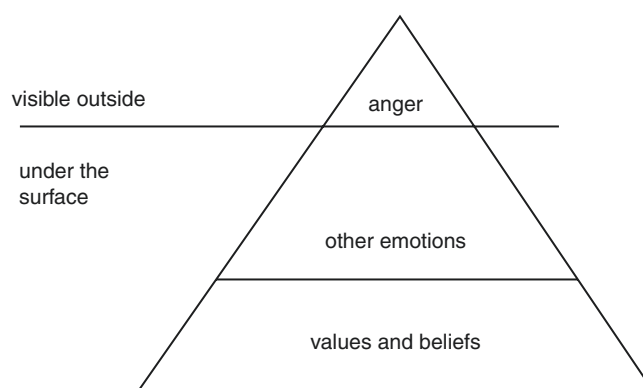 visible outside
anger
under the
surface
other emotions
values and beliefs